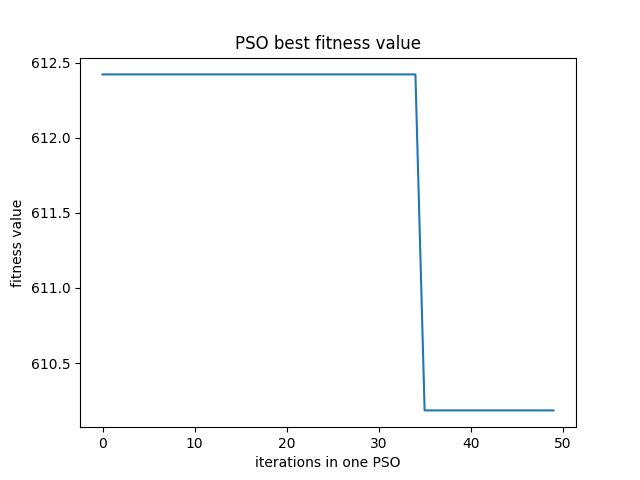 PSO best fitness value
612.5
612.0
611.5
611.0
610.5
fitness value
0 10 20 30 40 50
iterations in one PSO